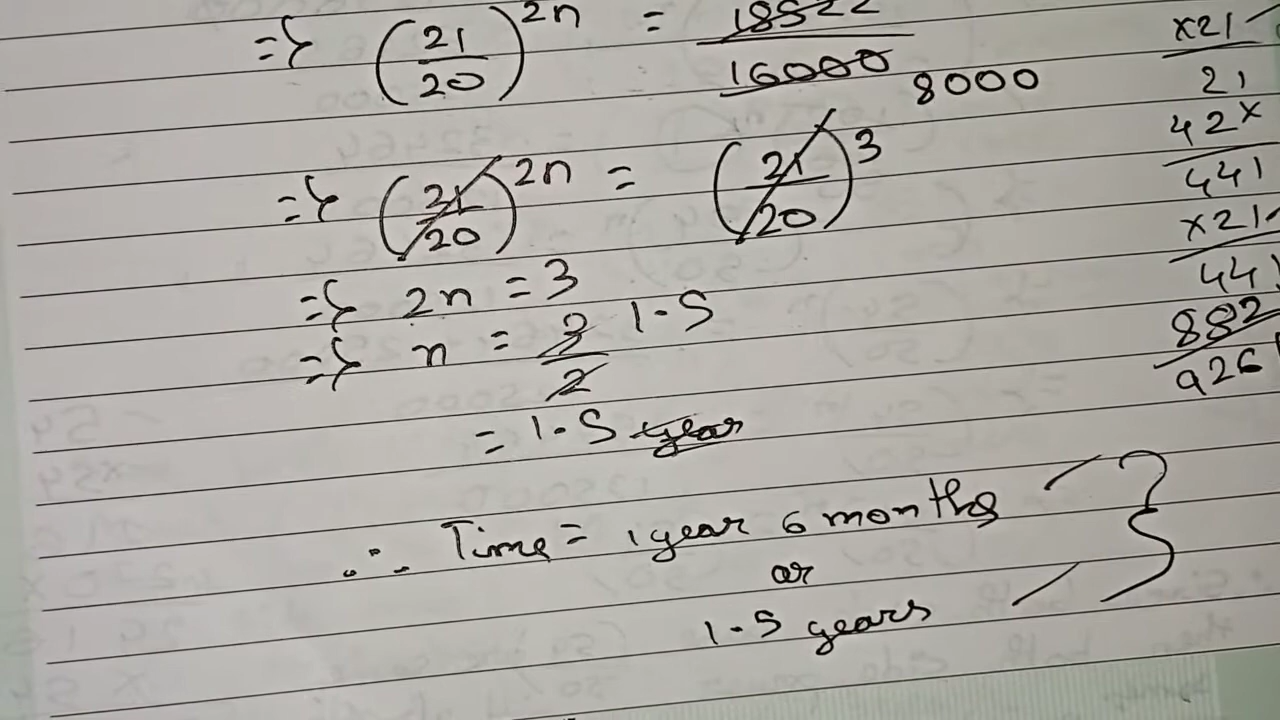 => (21/20)^2n = 18522/16000 8000
=> (21/20)^2n = (21/20)^3
=> 2n = 3
=> n = 3/2 1.5
= 1.5 year
∴ Time = 1 year 6 months
or
1.5 years
x21
21
42x
441
x21
441
882
9261